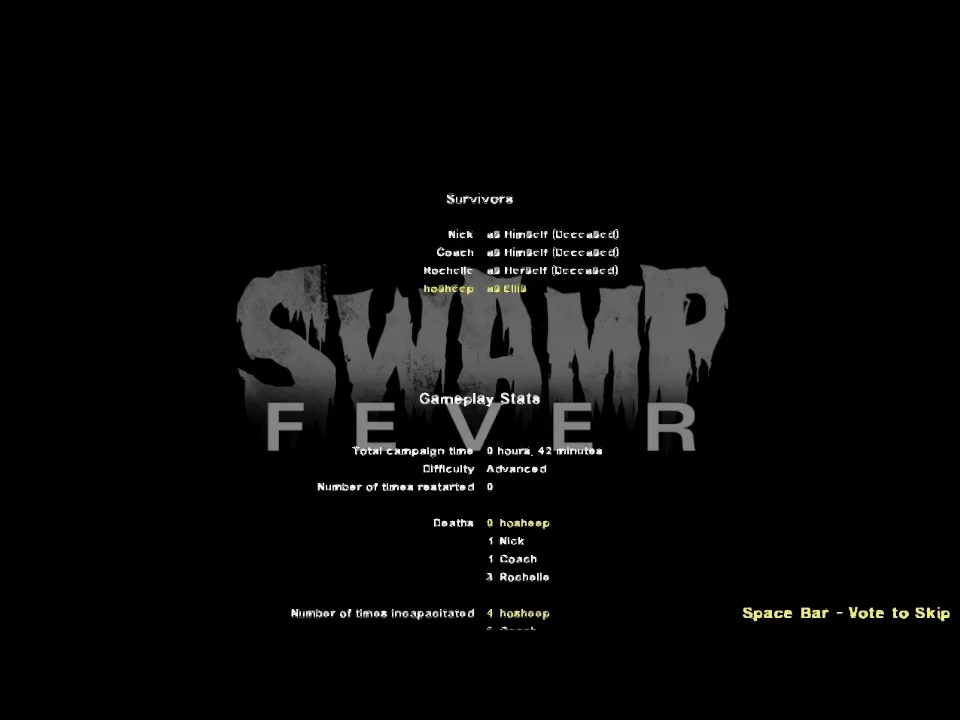 Survivors
Nick as Himself (Deceased)
Coach as Himself (Deceased)
Rochelle as Herself (Deceased)
hosheep as Ellis
SWAMP
FEVER
Gameplay Stats
Total campaign time 0 hours, 42 minutes
Difficulty Advanced
Number of times restarted 0
Deaths 0 hosheep
1 Nick
1 Coach
Rochelle
Number of times incapacitated 4 hosheep
Space Bar - Vote to Skip